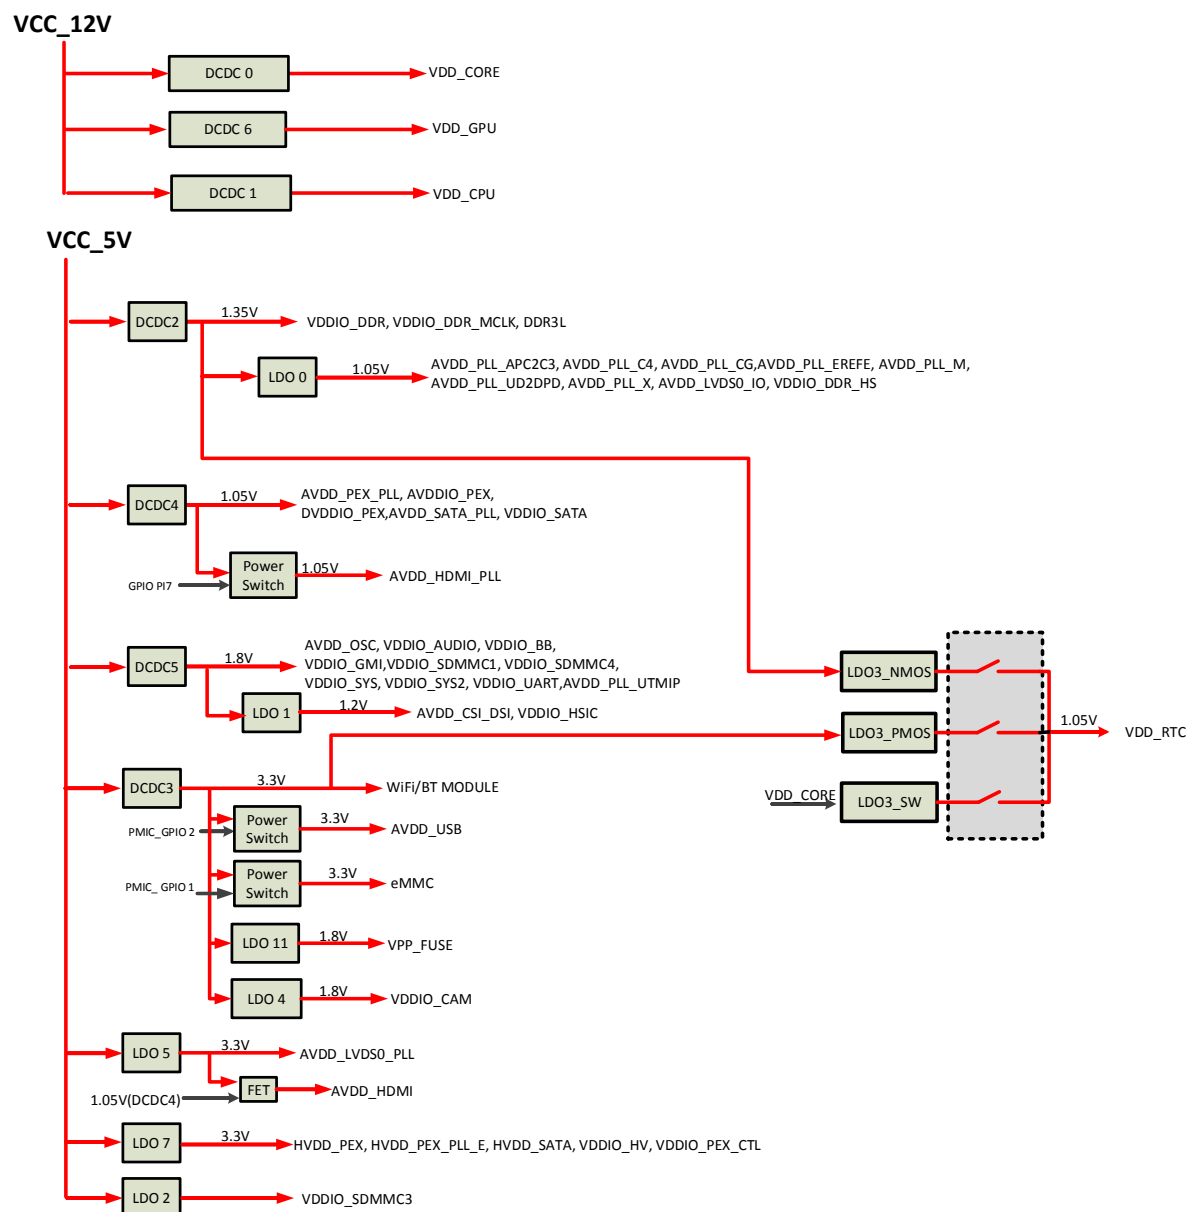 VCC_12V
DCDC 0
VDD_CORE
DCDC 6
VDD_GPU
DCDC 1
VDD_CPU
VCC_5V
DCDC2
1.35V
VDDIO_DDR, VDDIO_DDR_MCLK, DDR3L
LDO 0
1.05V
AVDD_PLL_APC2C3, AVDD_PLL_C4, AVDD_PLL_CG,AVDD_PLL_EREFE, AVDD_PLL_M,
AVDD_PLL_UD2DPD, AVDD_PLL_X, AVDD_LVDS0_IO, VDDIO_DDR_HS
DCDC4
1.05V
AVDD_PEX_PLL, AVDDIO_PEX,
DVDDIO_PEX,AVDD_SATA_PLL, VDDIO_SATA
GPIO PI7
Power
Switch
1.05V
AVDD_HDMI_PLL
DCDC5
1.8V
AVDD_OSC, VDDIO_AUDIO, VDDIO_BB,
VDDIO_GMI,VDDIO_SDMMC1, VDDIO_SDMMC4,
VDDIO_SYS, VDDIO_SYS2, VDDIO_UART,AVDD_PLL_UTMIP
LDO 1
1.2V
AVDD_CSI_DSI, VDDIO_HSIC
LDO3_NMOS
LDO3_PMOS
VDD_CORE
LDO3_SW
1.05V
VDD_RTC
DCDC3
3.3V
WiFi/BT MODULE
PMIC_GPIO 2
Power
Switch
3.3V
AVDD_USB
PMIC_ GPIO 1
Power
Switch
3.3V
eMMC
LDO 11
1.8V
VPP_FUSE
LDO 4
1.8V
VDDIO_CAM
LDO 5
3.3V
AVDD_LVDS0_PLL
1.05V(DCDC4)
FET
AVDD_HDMI
LDO 7
3.3V
HVDD_PEX, HVDD_PEX_PLL_E, HVDD_SATA, VDDIO_HV, VDDIO_PEX_CTL
LDO 2
VDDIO_SDMMC3